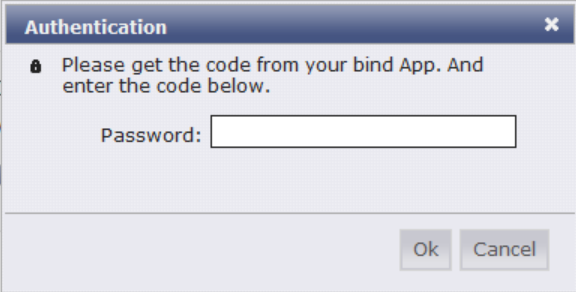 Authentication
Please get the code from your bind App. And
enter the code below.
Password:
Ok Cancel